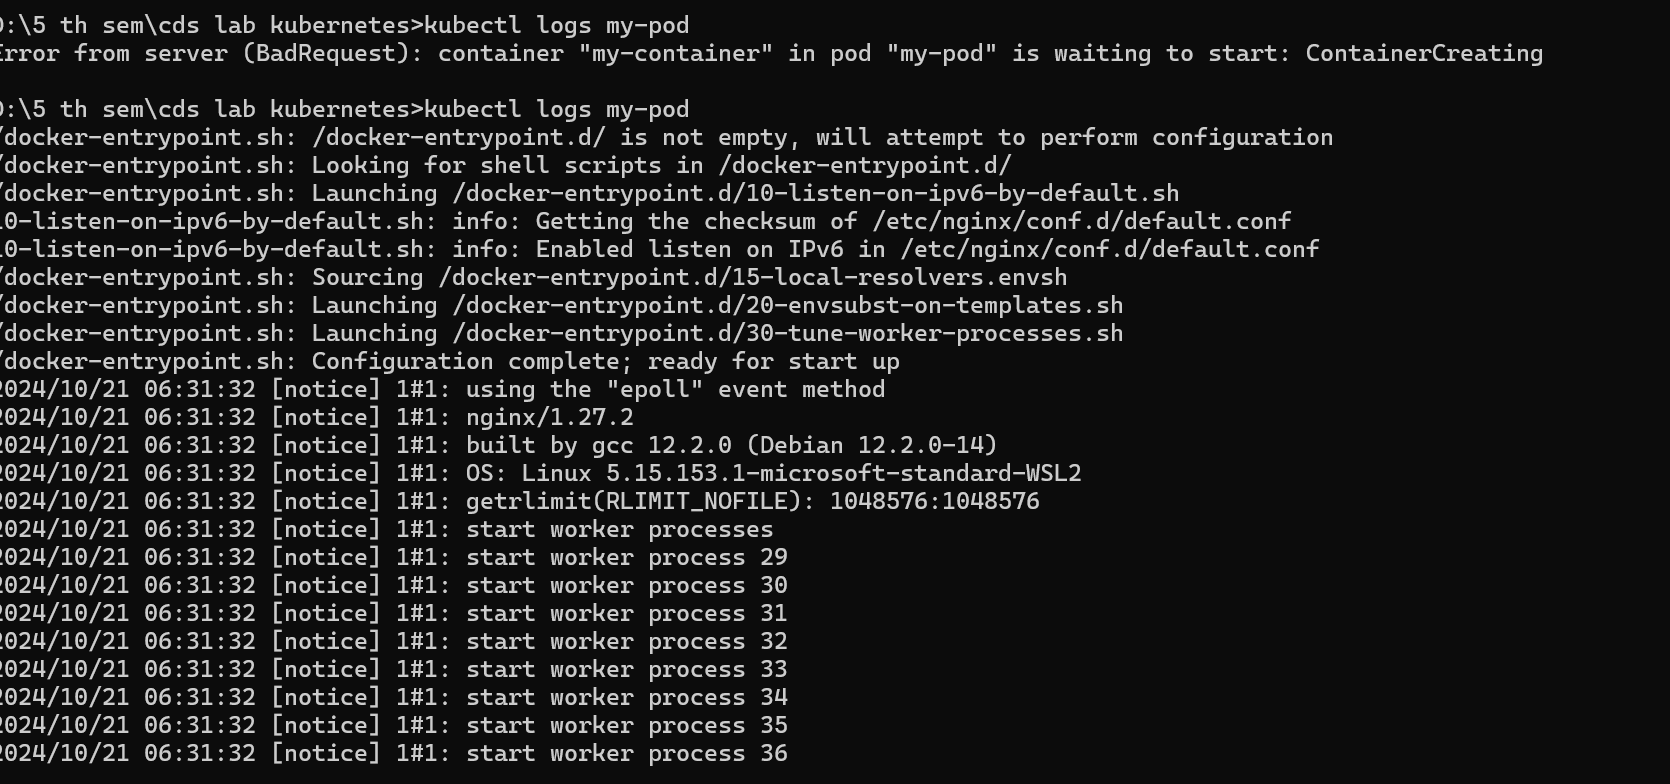 :\5 th sem\cds lab kubernetes>kubectl logs my-pod
Error from server (BadRequest): container "my-container" in pod "my-pod" is waiting to start: ContainerCreating
:\5 th sem\cds lab kubernetes>kubectl logs my-pod
/docker-entrypoint.sh: /docker-entrypoint.d/ is not empty, will attempt to perform configuration
/docker-entrypoint.sh: Looking for shell scripts in /docker-entrypoint.d/
/docker-entrypoint.sh: Launching /docker-entrypoint.d/10-listen-on-ipv6-by-default.sh
10-listen-on-ipv6-by-default.sh: info: Getting the checksum of /etc/nginx/conf.d/default.conf
10-listen-on-ipv6-by-default.sh: info: Enabled listen on IPv6 in /etc/nginx/conf.d/default.conf
/docker-entrypoint.sh: Sourcing /docker-entrypoint.d/15-local-resolvers.envsh
/docker-entrypoint.sh: Launching /docker-entrypoint.d/20-envsubst-on-templates.sh
/docker-entrypoint.sh: Launching /docker-entrypoint.d/30-tune-worker-processes.sh
/docker-entrypoint.sh: Configuration complete; ready for start up
2024/10/21 06:31:32 [notice] 1#1: using the "epoll" event method
2024/10/21 06:31:32 [notice] 1#1: nginx/1.27.2
2024/10/21 06:31:32 [notice] 1#1: built by gcc 12.2.0 (Debian 12.2.0-14)
2024/10/21 06:31:32 [notice] 1#1: OS: Linux 5.15.153.1-microsoft-standard-WSL2
2024/10/21 06:31:32 [notice] 1#1: getrlimit(RLIMIT_NOFILE): 1048576:1048576
2024/10/21 06:31:32 [notice] 1#1: start worker processes
2024/10/21 06:31:32 [notice] 1#1: start worker process 29
2024/10/21 06:31:32 [notice] 1#1: start worker process 30
2024/10/21 06:31:32 [notice] 1#1: start worker process 31
2024/10/21 06:31:32 [notice] 1#1: start worker process 32
2024/10/21 06:31:32 [notice] 1#1: start worker process 33
2024/10/21 06:31:32 [notice] 1#1: start worker process 34
2024/10/21 06:31:32 [notice] 1#1: start worker process 35
2024/10/21 06:31:32 [notice] 1#1: start worker process 36